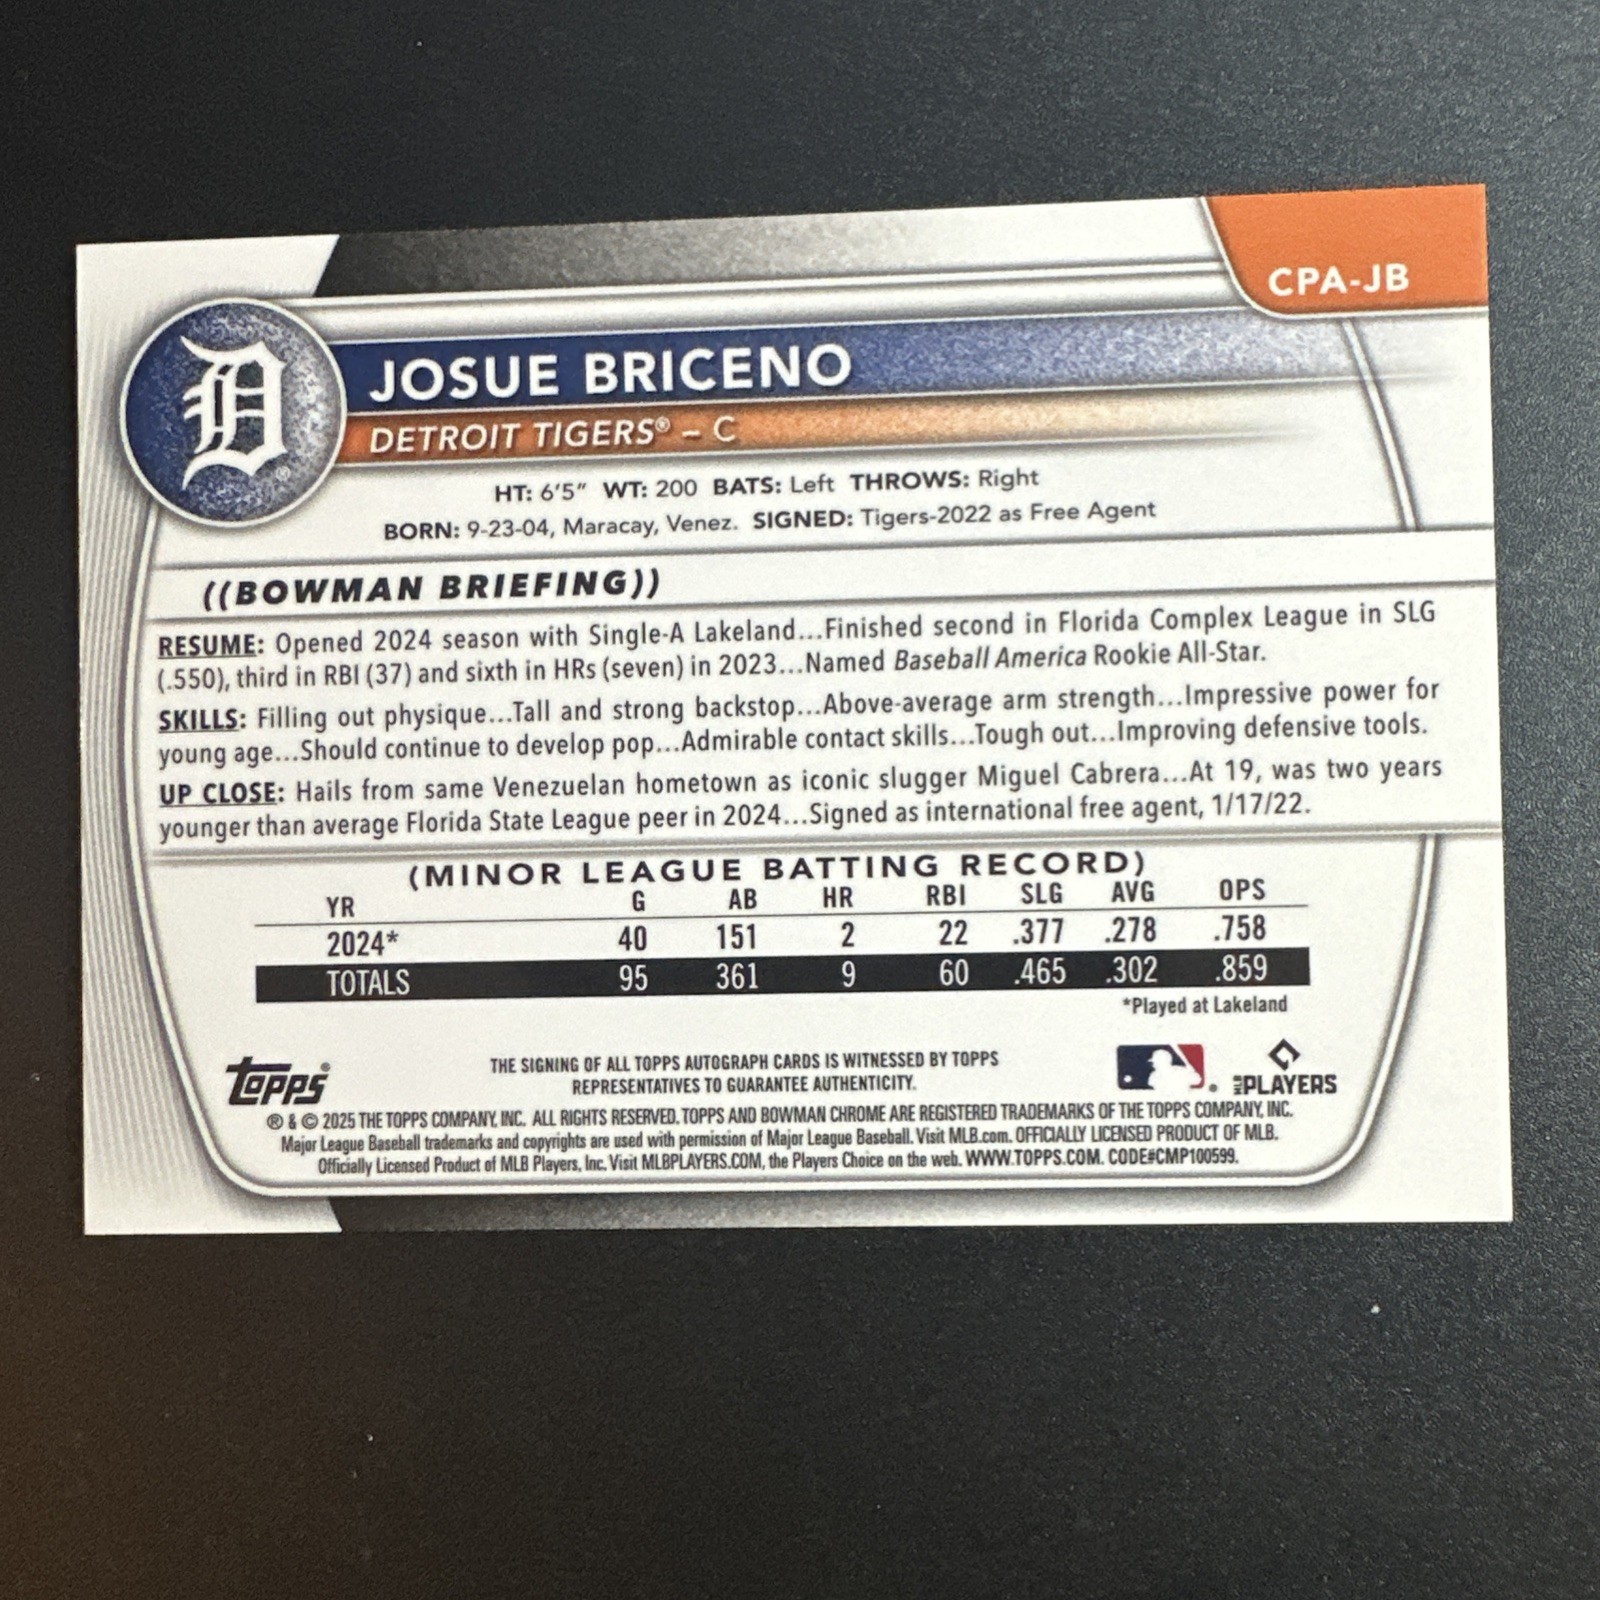 CPA-JB
D
JOSUE BRICENO
DETROIT TIGERS® – C
HT: 6'5" WT: 200 BATS: Left THROWS: Right
BORN: 9-23-04, Maracay, Venez. SIGNED: Tigers-2022 as Free Agent
((BOWMAN BRIEFING))
RESUME: Opened 2024 season with Single-A Lakeland...Finished second in Florida Complex League in SLG
(.550), third in RBI (37) and sixth in HRs (seven) in 2023...Named Baseball America Rookie All-Star.
SKILLS: Filling out physique...Tall and strong backstop...Above-average arm strength...Impressive power for
young age...Should continue to develop pop...Admirable contact skills...Tough out...Improving defensive tools.
UP CLOSE: Hails from same Venezuelan hometown as iconic slugger Miguel Cabrera...At 19, was two years
younger than average Florida State League peer in 2024...Signed as international free agent, 1/17/22.
(MINOR LEAGUE BATTING RECORD)
YR G AB HR RBI SLG AVG OPS
2024* 40 151 2 22 .377 .278 .758
TOTALS 95 361 9 60 .465 .302 .859
*Played at Lakeland
Topps®
THE SIGNING OF ALL TOPPS AUTOGRAPH CARDS IS WITNESSED BY TOPPS
REPRESENTATIVES TO GUARANTEE AUTHENTICITY.
MLB PLAYERS
® & © 2025 THE TOPPS COMPANY, INC. ALL RIGHTS RESERVED. TOPPS AND BOWMAN CHROME ARE REGISTERED TRADEMARKS OF THE TOPPS COMPANY, INC.
Major League Baseball trademarks and copyrights are used with permission of Major League Baseball. Visit MLB.com. OFFICIALLY LICENSED PRODUCT OF MLB.
Officially Licensed Product of MLB Players, Inc. Visit MLBPLAYERS.COM, the Players Choice on the web. WWW.TOPPS.COM. CODE#CMP100599.